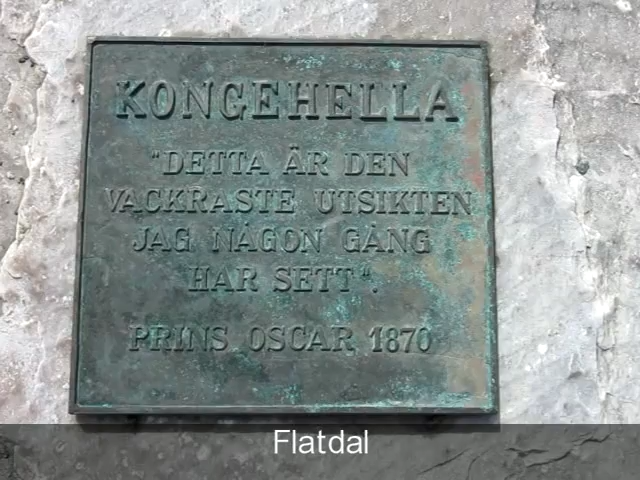 KONGEHELLA
"DETTA ÄR DEN
VACKRASTE UTSIKTEN
JAG NÅGON GÅNG
HAR SETT".
PRINS OSCAR 1870
Flatdal